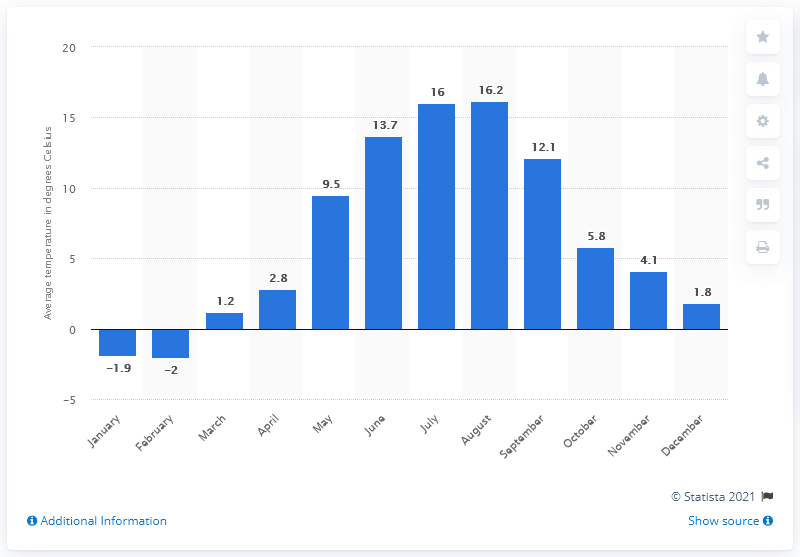 Average temperature in degrees Celsius
20
15
10
5
0
−5
−1.9
−2
1.2
2.8
9.5
13.7
16
16.2
12.1
5.8
4.1
1.8
January
February
March
April
May
June
July
August
September
October
November
December
© Statista 2021
Additional Information
Show source